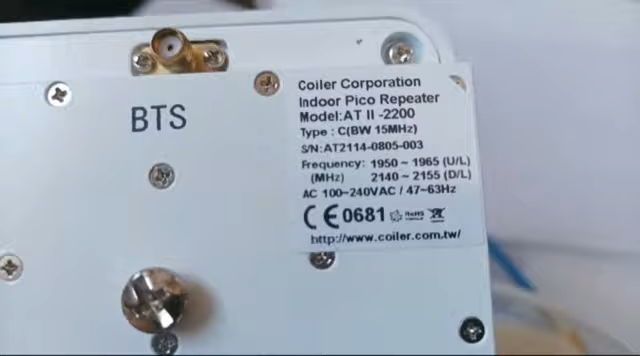 BTS
Coiler Corporation
Indoor Pico Repeater
Model:AT II -2200
Type : C(BW 15MHz)
S/N:AT2114-0805-003
Frequency: 1950 ~ 1965 (U/L)
(MHz) 2140 ~ 2155 (D/L)
AC 100~240VAC / 47~63Hz
CE 0681 RoHS
http://www.coiler.com.tw/